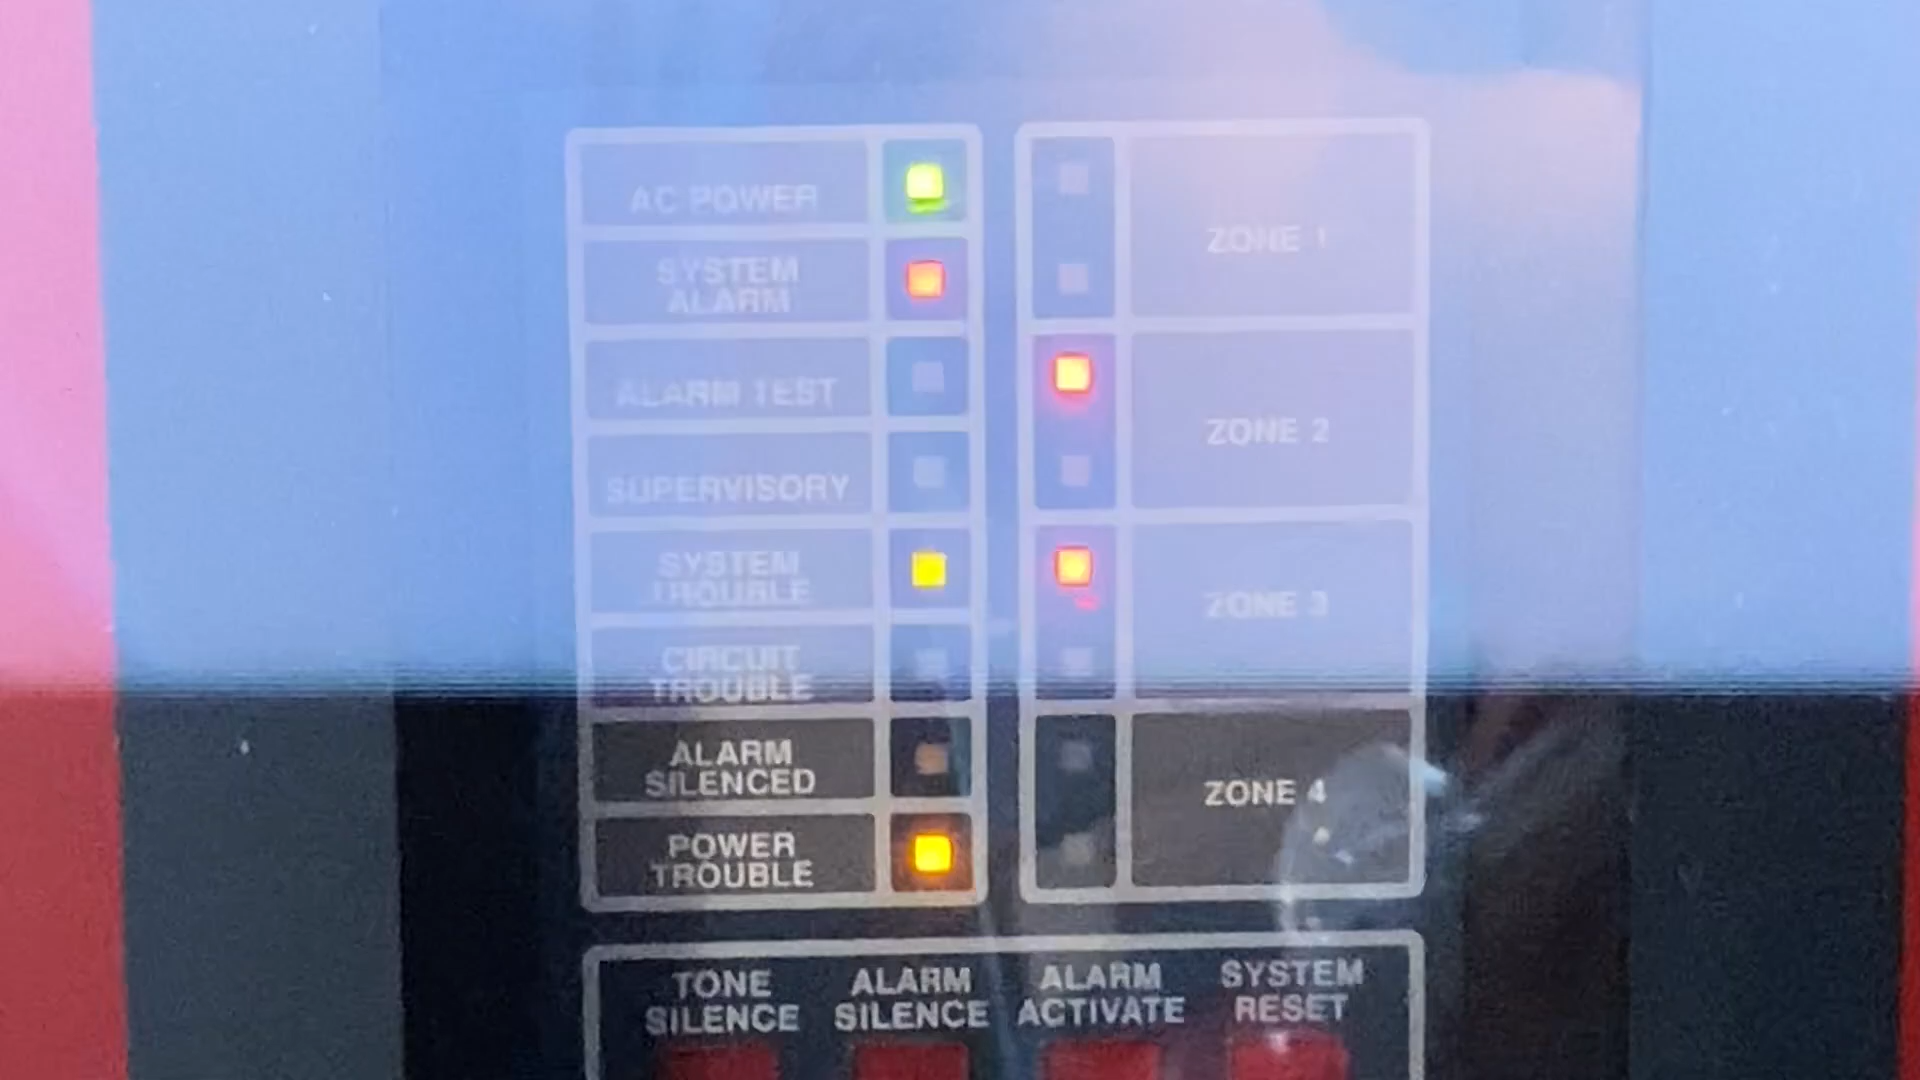 AC POWER
SYSTEM
ALARM
ALARM TEST
SUPERVISORY
SYSTEM
TROUBLE
CIRCUIT
TROUBLE
ALARM
SILENCED
POWER
TROUBLE
ZONE 1
ZONE 2
ZONE 3
ZONE 4
TONE
SILENCE
ALARM
SILENCE
ALARM
ACTIVATE
SYSTEM
RESET